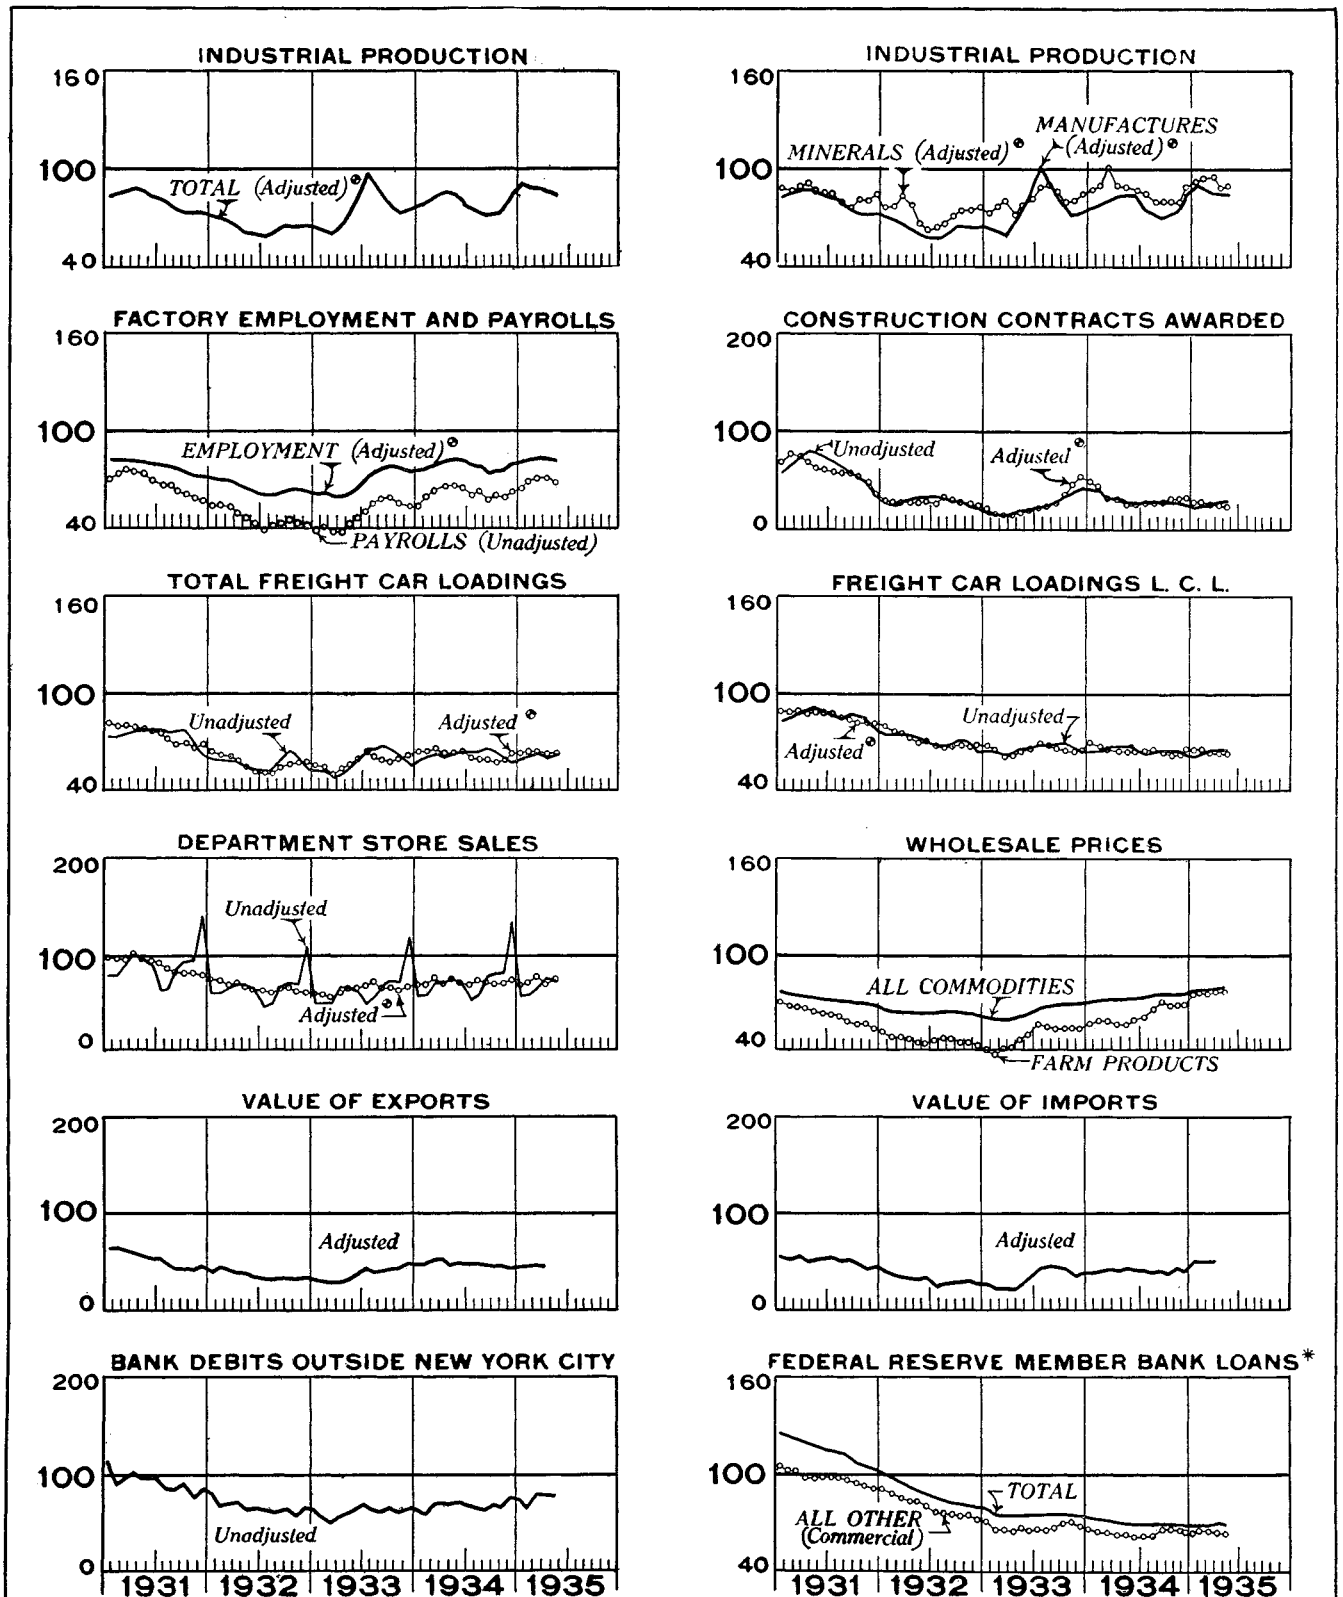 INDUSTRIAL PRODUCTION
160
100
40
TOTAL (Adjusted)
INDUSTRIAL PRODUCTION
160
100
40
MINERALS (Adjusted)
MANUFACTURES
(Adjusted)
FACTORY EMPLOYMENT AND PAYROLLS
160
100
40
EMPLOYMENT (Adjusted)
PAYROLLS (Unadjusted)
CONSTRUCTION CONTRACTS AWARDED
200
100
0
Unadjusted
Adjusted
TOTAL FREIGHT CAR LOADINGS
160
100
40
Unadjusted
Adjusted
FREIGHT CAR LOADINGS L. C. L.
160
100
40
Unadjusted
Adjusted
DEPARTMENT STORE SALES
200
100
0
Unadjusted
Adjusted
WHOLESALE PRICES
160
100
40
ALL COMMODITIES
FARM PRODUCTS
VALUE OF EXPORTS
200
100
0
Adjusted
VALUE OF IMPORTS
200
100
0
Adjusted
BANK DEBITS OUTSIDE NEW YORK CITY
200
100
0
Unadjusted
1931 1932 1933 1934 1935
FEDERAL RESERVE MEMBER BANK LOANS*
160
100
40
TOTAL
ALL OTHER
(Commercial)
1931 1932 1933 1934 1935